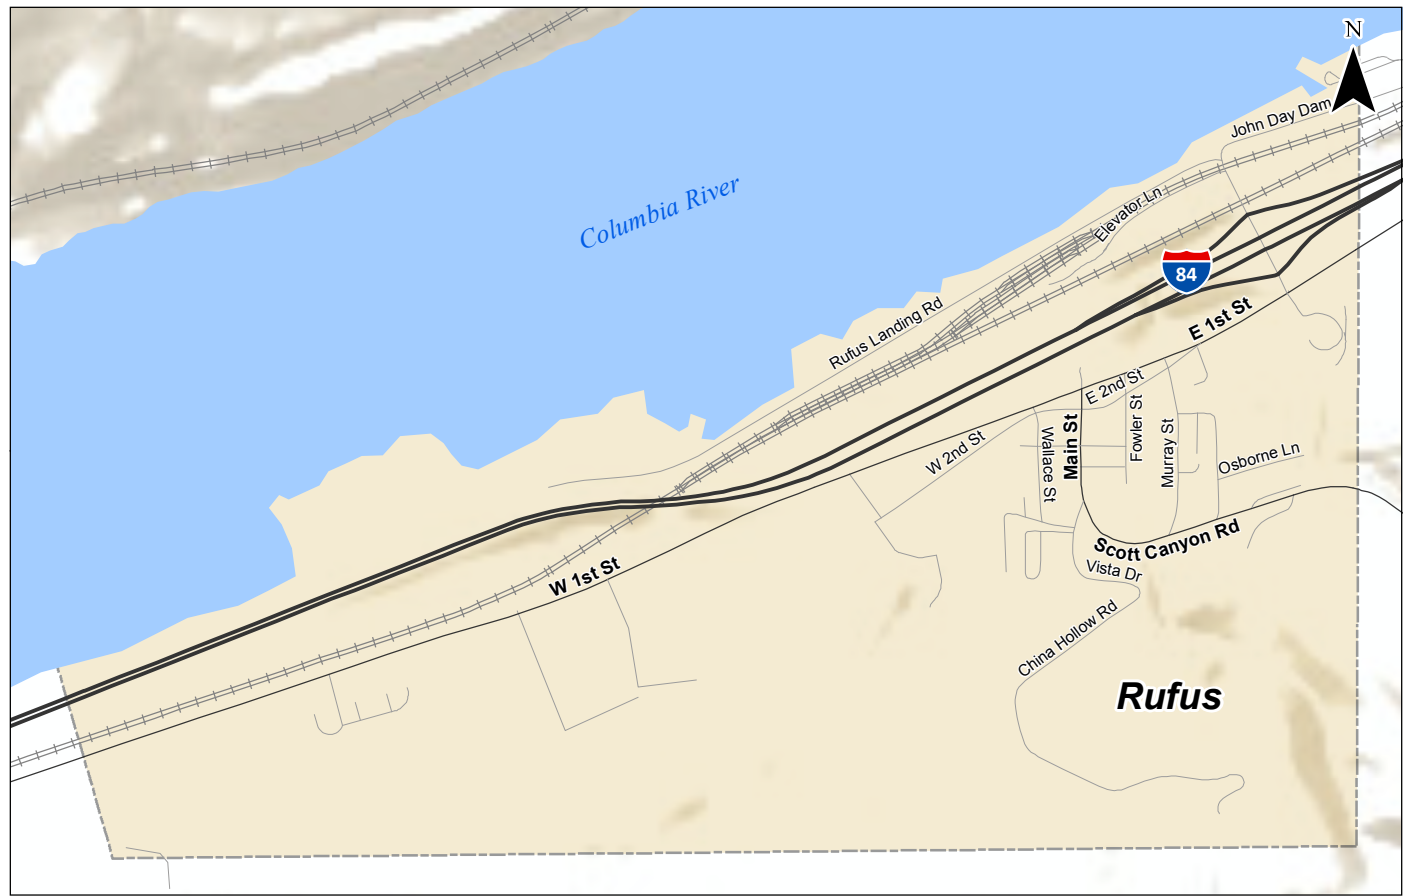 N
John Day Dam
Columbia River
Elevator Ln
84
Rufus Landing Rd
E 1st St
E 2nd St
W 2nd St
Wallace St
Main St
Fowler St
Murray St
Osborne Ln
Scott Canyon Rd
W 1st St
Vista Dr
China Hollow Rd
Rufus